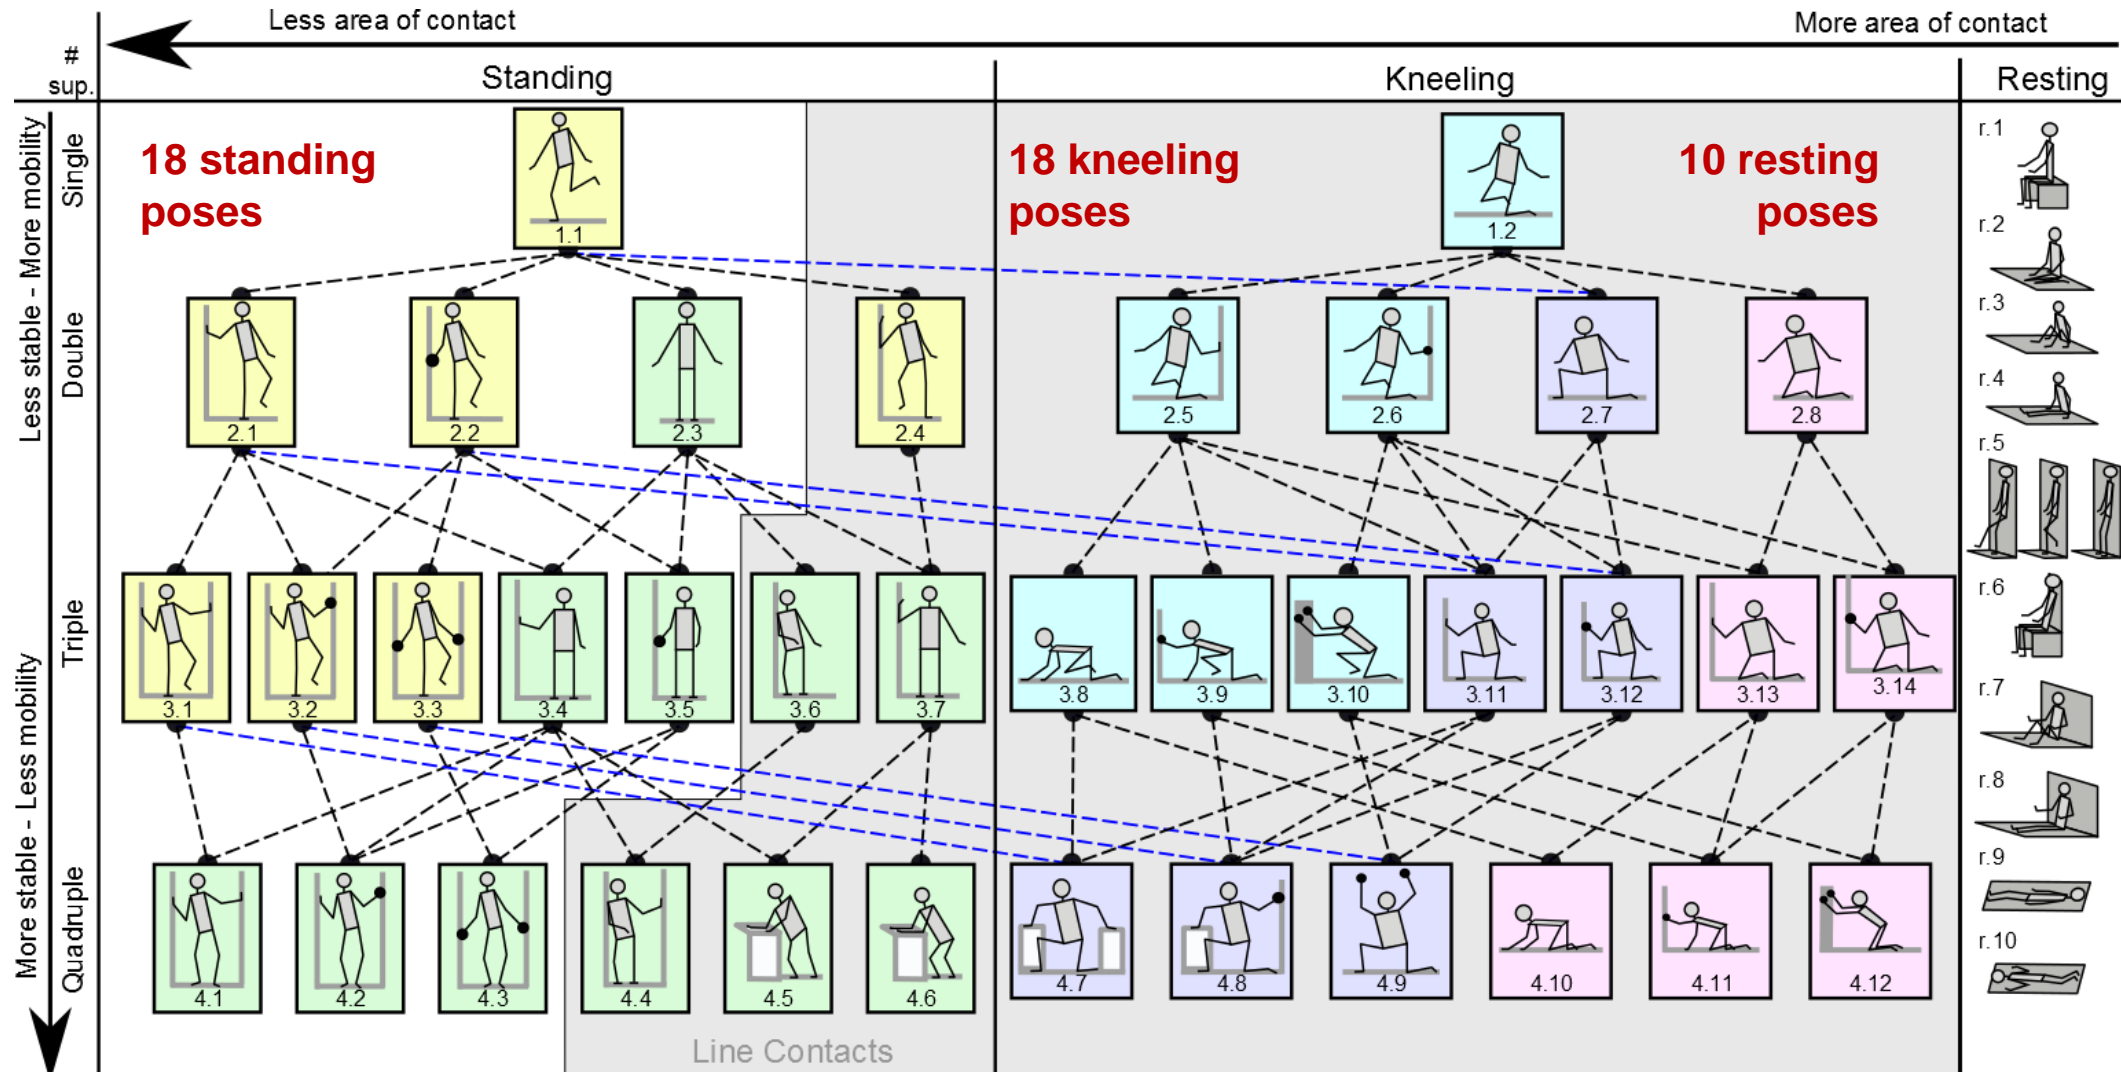 Less area of contact
More area of contact
#
sup.
Standing
Kneeling
Resting
Less stable - More mobility
More stable - Less mobility
Single
Double
Triple
Quadruple
18 standing
poses
18 kneeling
poses
10 resting
poses
1.1
1.2
2.1
2.2
2.3
2.4
2.5
2.6
2.7
2.8
3.1
3.2
3.3
3.4
3.5
3.6
3.7
3.8
3.9
3.10
3.11
3.12
3.13
3.14
4.1
4.2
4.3
4.4
4.5
4.6
4.7
4.8
4.9
4.10
4.11
4.12
Line Contacts
r.1
r.2
r.3
r.4
r.5
r.6
r.7
r.8
r.9
r.10